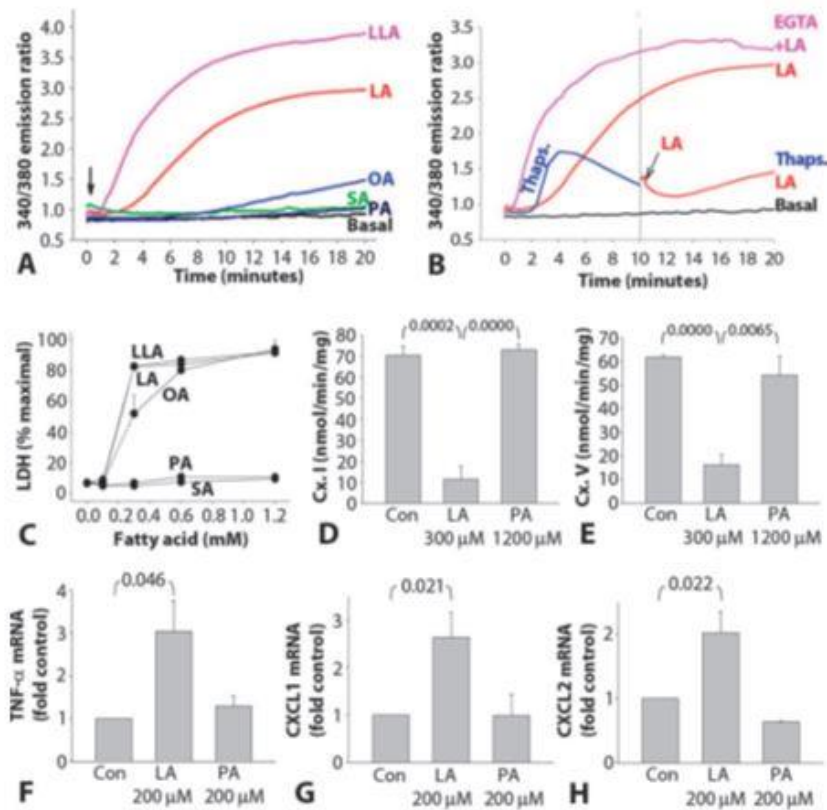 340/380 emission ratio
4.0
3.5
3.0
2.5
2.0
1.5
1.0
0.5
LLA
LA
OA
SA
PA
Basal
0 2 4 6 8 10 12 14 16 18 20
Time (minutes)
A
340/380 emission ratio
3.5
3.0
2.5
2.0
1.5
1.0
0.5
EGTA
+LA
LA
Thaps.
LA
Thaps.
LA
Basal
0 2 4 6 8 10 12 14 16 18 20
Time (minutes)
B
LDH (% maximal)
100
80
60
40
20
0
LLA
LA
OA
PA
SA
0.0 0.3 0.6 0.8 1.0 1.2
Fatty acid (mM)
C
Cx. I (nmol/min/mg)
80
70
60
50
40
30
20
10
0
0.0002 0.0000
Con LA PA
300 μM 1200 μM
D
Cx. V (nmol/min/mg)
70
60
50
40
30
20
10
0
0.0000 0.0065
Con LA PA
300 μM 1200 μM
E
TNF-α mRNA
(fold control)
4
3
2
1
0
0.046
Con LA PA
200 μM 200 μM
F
CXCL1 mRNA
(fold control)
4
3
2
1
0
0.021
Con LA PA
200 μM 200 μM
G
CXCL2 mRNA
(fold control)
2
1
0
0.022
Con LA PA
200 μM 200 μM
H